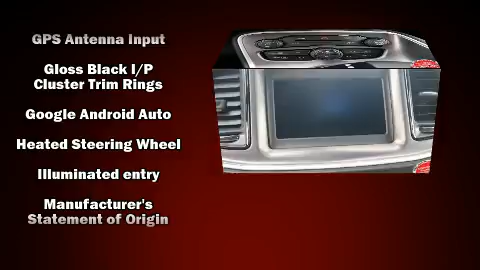 GPS Antenna Input
Gloss Black I/P
Cluster Trim Rings
Google Android Auto
Heated Steering Wheel
Illuminated entry
Manufacturer's
Statement of Origin